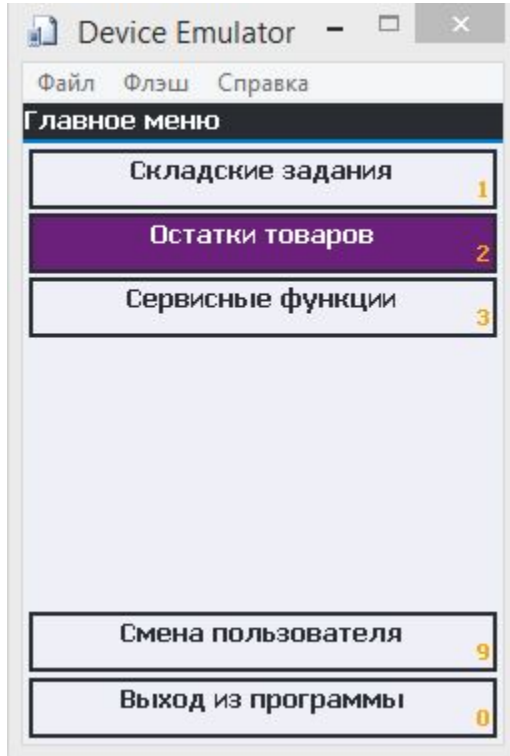 Device Emulator
Файл Флэш Справка
Главное меню
Складские задания
1
Остатки товаров
2
Сервисные функции
3
Смена пользователя
9
Выход из программы
0